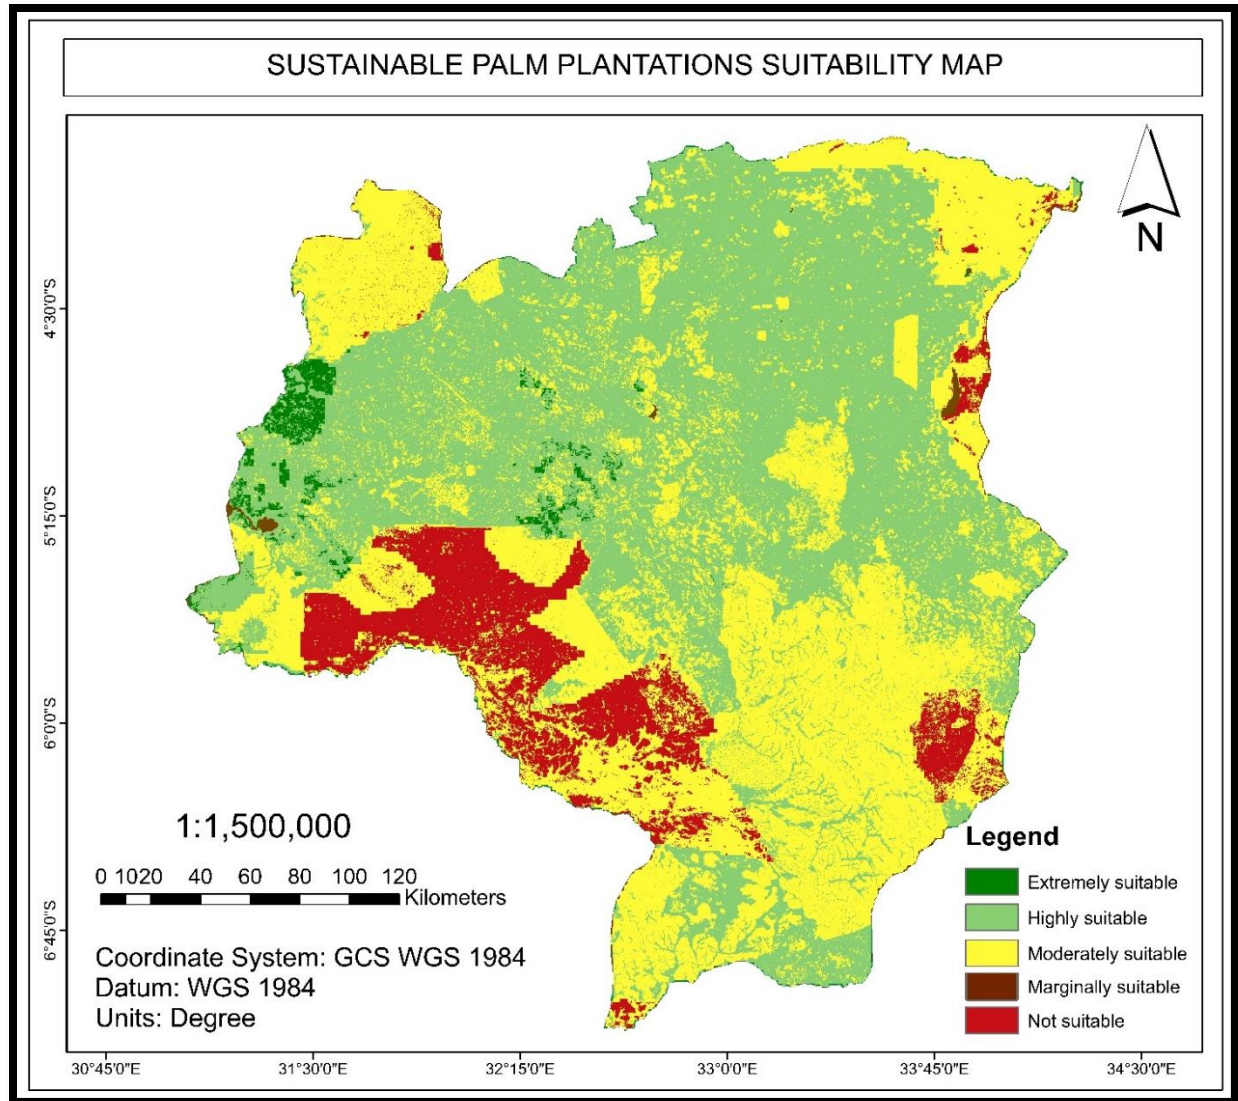 SUSTAINABLE PALM PLANTATIONS SUITABILITY MAP
N
4°30'0"S
5°15'0"S
6°0'0"S
6°45'0"S
1:1,500,000
0 1020 40 60 80 100 120
Kilometers
Coordinate System: GCS WGS 1984
Datum: WGS 1984
Units: Degree
Legend
Extremely suitable
Highly suitable
Moderately suitable
Marginally suitable
Not suitable
30°45'0"E 31°30'0"E 32°15'0"E 33°0'0"E 33°45'0"E 34°30'0"E